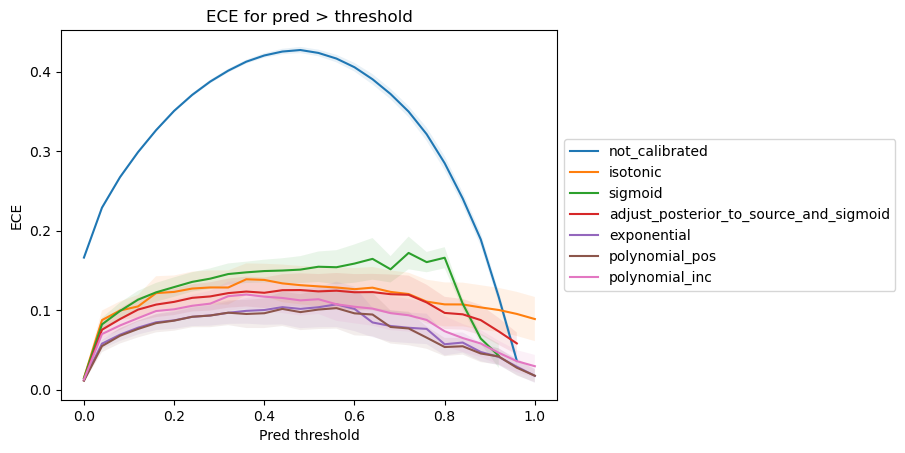 ECE for pred > threshold
0.4
0.3
0.2
0.1
0.0
ECE
0.0 0.2 0.4 0.6 0.8 1.0
Pred threshold
not_calibrated
isotonic
sigmoid
adjust_posterior_to_source_and_sigmoid
exponential
polynomial_pos
polynomial_inc